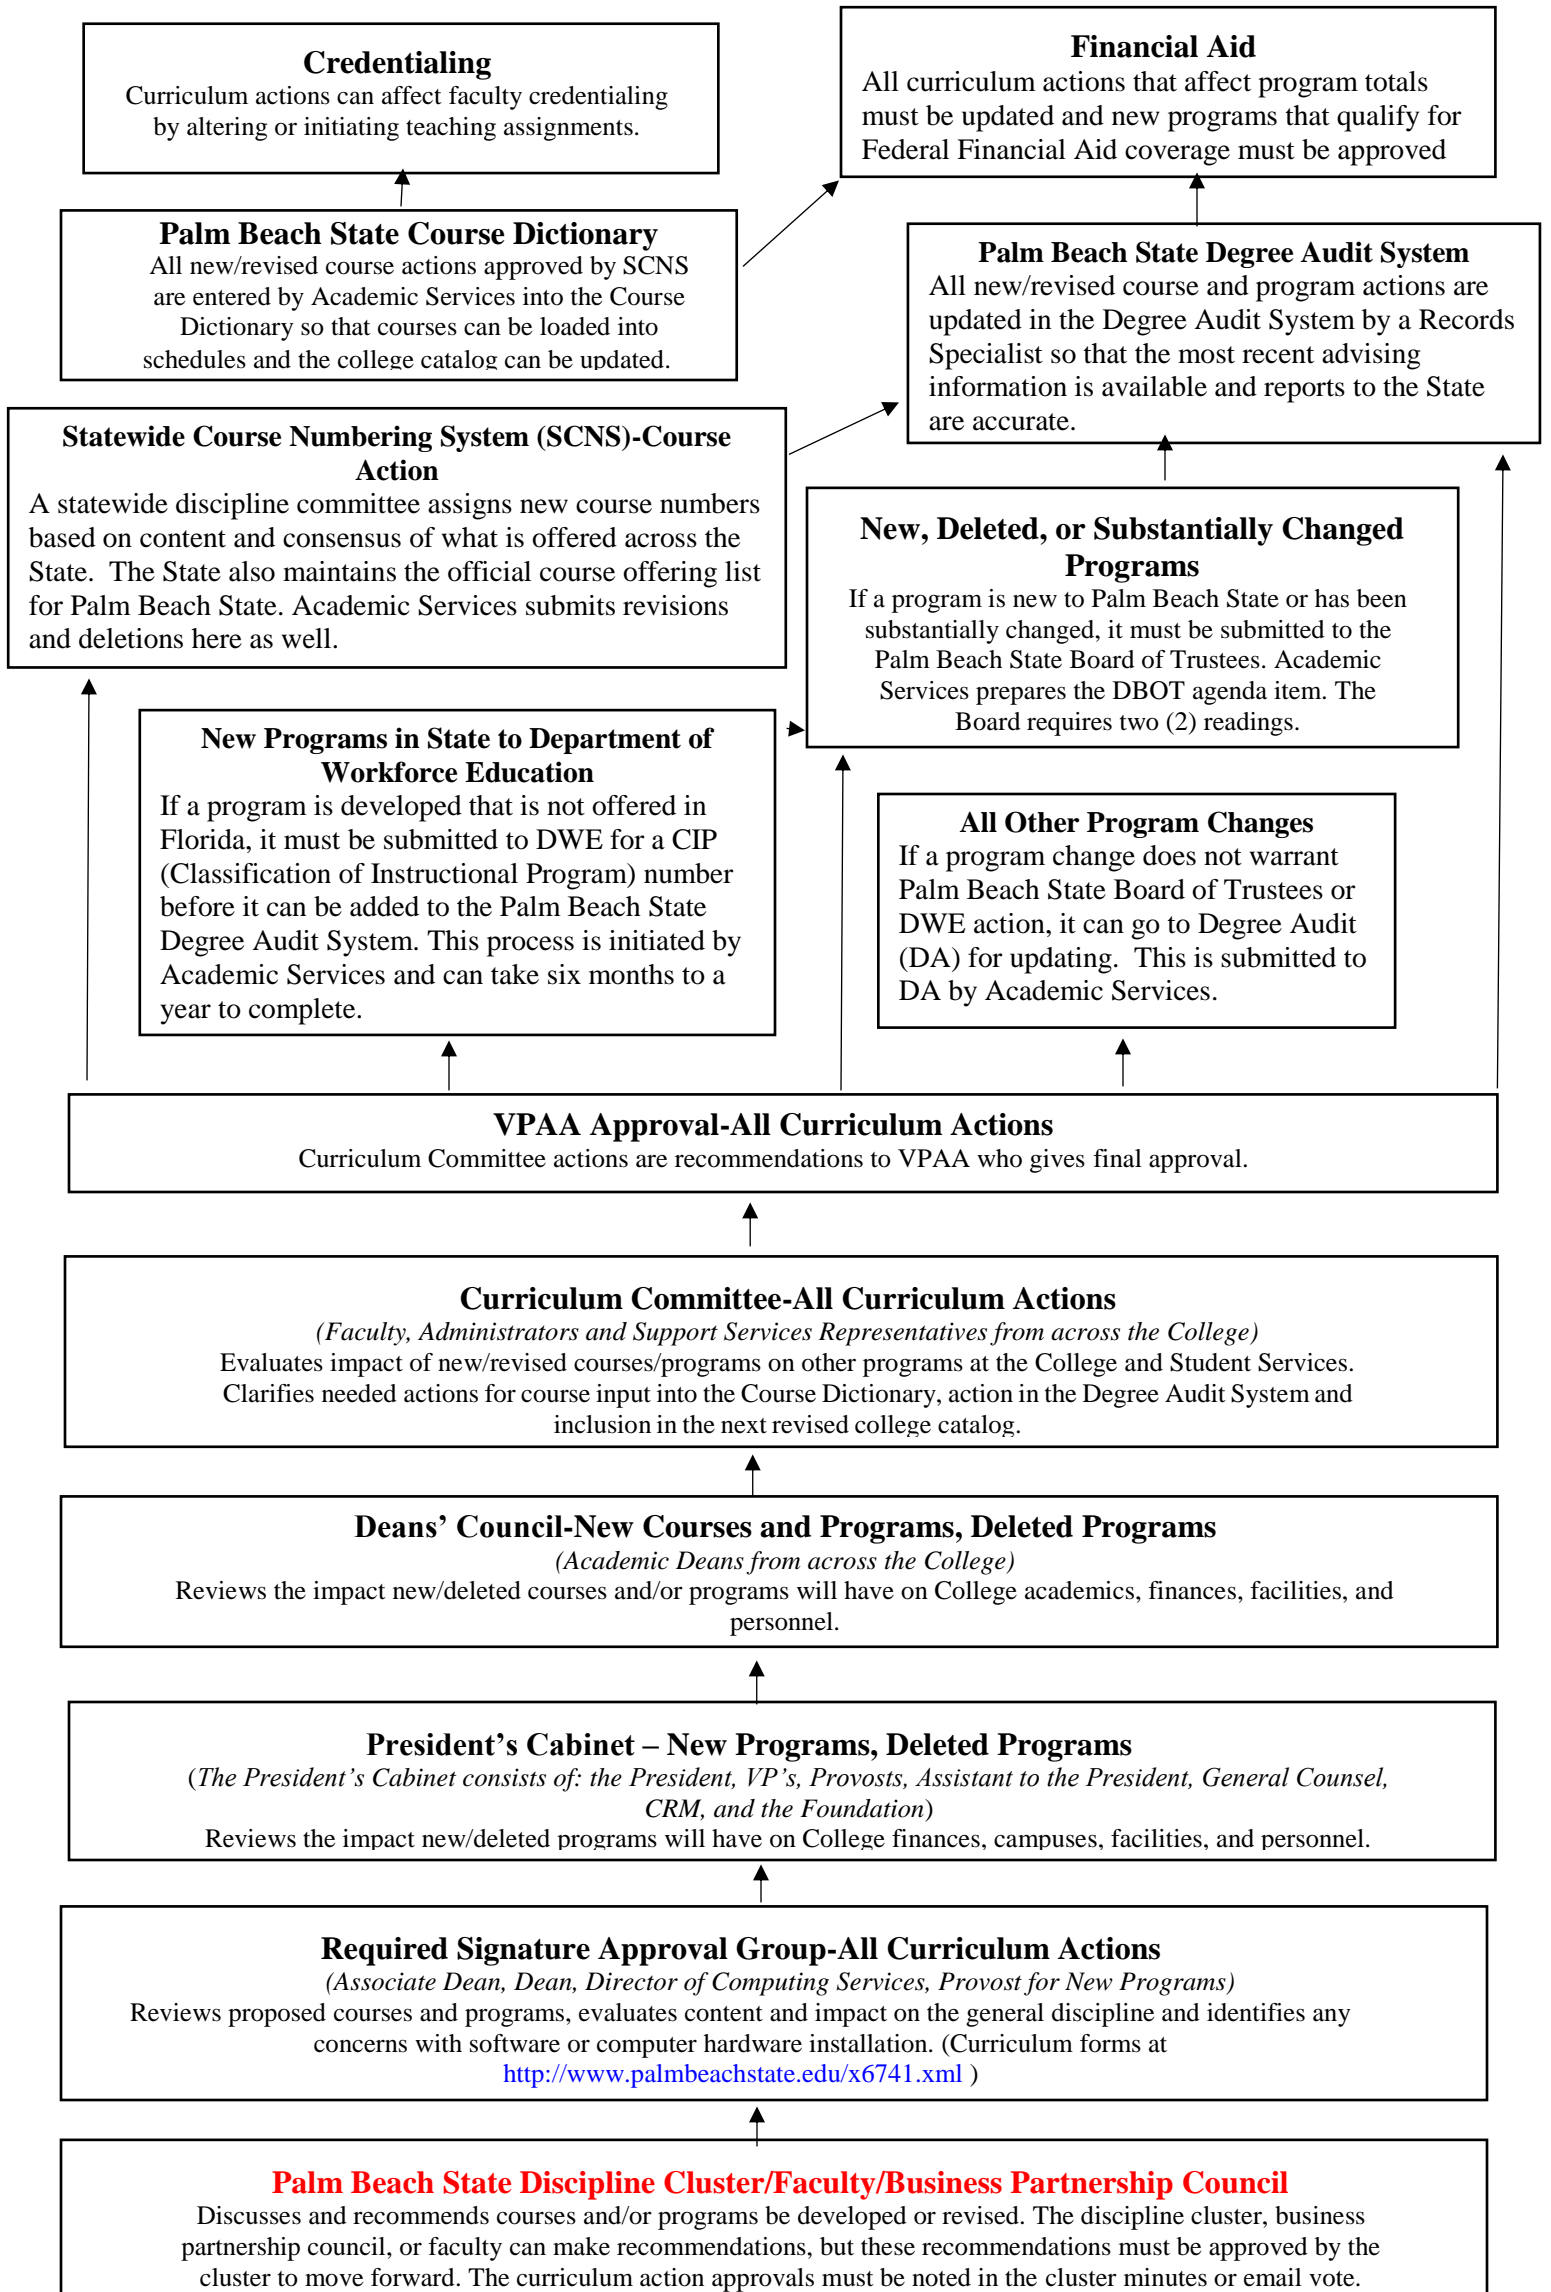 Credentialing
Curriculum actions can affect faculty credentialing
by altering or initiating teaching assignments.
Financial Aid
All curriculum actions that affect program totals
must be updated and new programs that qualify for
Federal Financial Aid coverage must be approved
Palm Beach State Course Dictionary
All new/revised course actions approved by SCNS
are entered by Academic Services into the Course
Dictionary so that courses can be loaded into
schedules and the college catalog can be updated.
Palm Beach State Degree Audit System
All new/revised course and program actions are
updated in the Degree Audit System by a Records
Specialist so that the most recent advising
information is available and reports to the State
are accurate.
Statewide Course Numbering System (SCNS)-Course
Action
A statewide discipline committee assigns new course numbers
based on content and consensus of what is offered across the
State.  The State also maintains the official course offering list
for Palm Beach State. Academic Services submits revisions
and deletions here as well.
New, Deleted, or Substantially Changed
Programs
If a program is new to Palm Beach State or has been
substantially changed, it must be submitted to the
Palm Beach State Board of Trustees. Academic
Services prepares the DBOT agenda item. The
Board requires two (2) readings.
New Programs in State to Department of
Workforce Education
If a program is developed that is not offered in
Florida, it must be submitted to DWE for a CIP
(Classification of Instructional Program) number
before it can be added to the Palm Beach State
Degree Audit System. This process is initiated by
Academic Services and can take six months to a
year to complete.
All Other Program Changes
If a program change does not warrant
Palm Beach State Board of Trustees or
DWE action, it can go to Degree Audit
(DA) for updating.  This is submitted to
DA by Academic Services.
VPAA Approval-All Curriculum Actions
Curriculum Committee actions are recommendations to VPAA who gives final approval.
Curriculum Committee-All Curriculum Actions
(Faculty, Administrators and Support Services Representatives from across the College)
Evaluates impact of new/revised courses/programs on other programs at the College and Student Services.
Clarifies needed actions for course input into the Course Dictionary, action in the Degree Audit System and
inclusion in the next revised college catalog.
Deans’ Council-New Courses and Programs, Deleted Programs
(Academic Deans from across the College)
Reviews the impact new/deleted courses and/or programs will have on College academics, finances, facilities, and
personnel.
President’s Cabinet – New Programs, Deleted Programs
(The President’s Cabinet consists of: the President, VP’s, Provosts, Assistant to the President, General Counsel,
CRM, and the Foundation)
Reviews the impact new/deleted programs will have on College finances, campuses, facilities, and personnel.
Required Signature Approval Group-All Curriculum Actions
(Associate Dean, Dean, Director of Computing Services, Provost for New Programs)
Reviews proposed courses and programs, evaluates content and impact on the general discipline and identifies any
concerns with software or computer hardware installation. (Curriculum forms at
http://www.palmbeachstate.edu/x6741.xml )
Palm Beach State Discipline Cluster/Faculty/Business Partnership Council
Discusses and recommends courses and/or programs be developed or revised. The discipline cluster, business
partnership council, or faculty can make recommendations, but these recommendations must be approved by the
cluster to move forward. The curriculum action approvals must be noted in the cluster minutes or email vote.